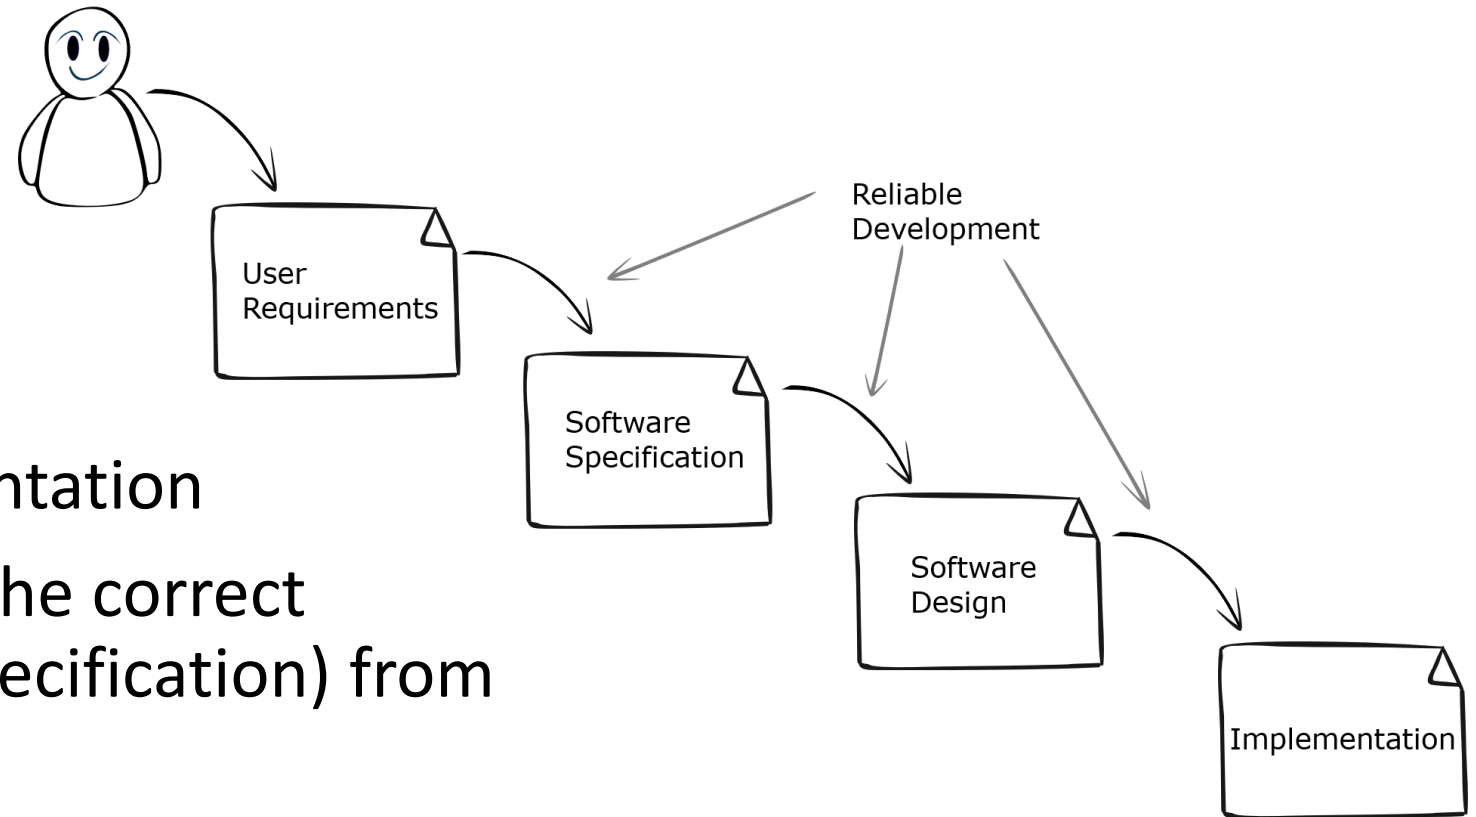 Reliable
Development
User
Requirements
Software
Specification
ntation
he correct
ecification) from
Software
Design
Implementation